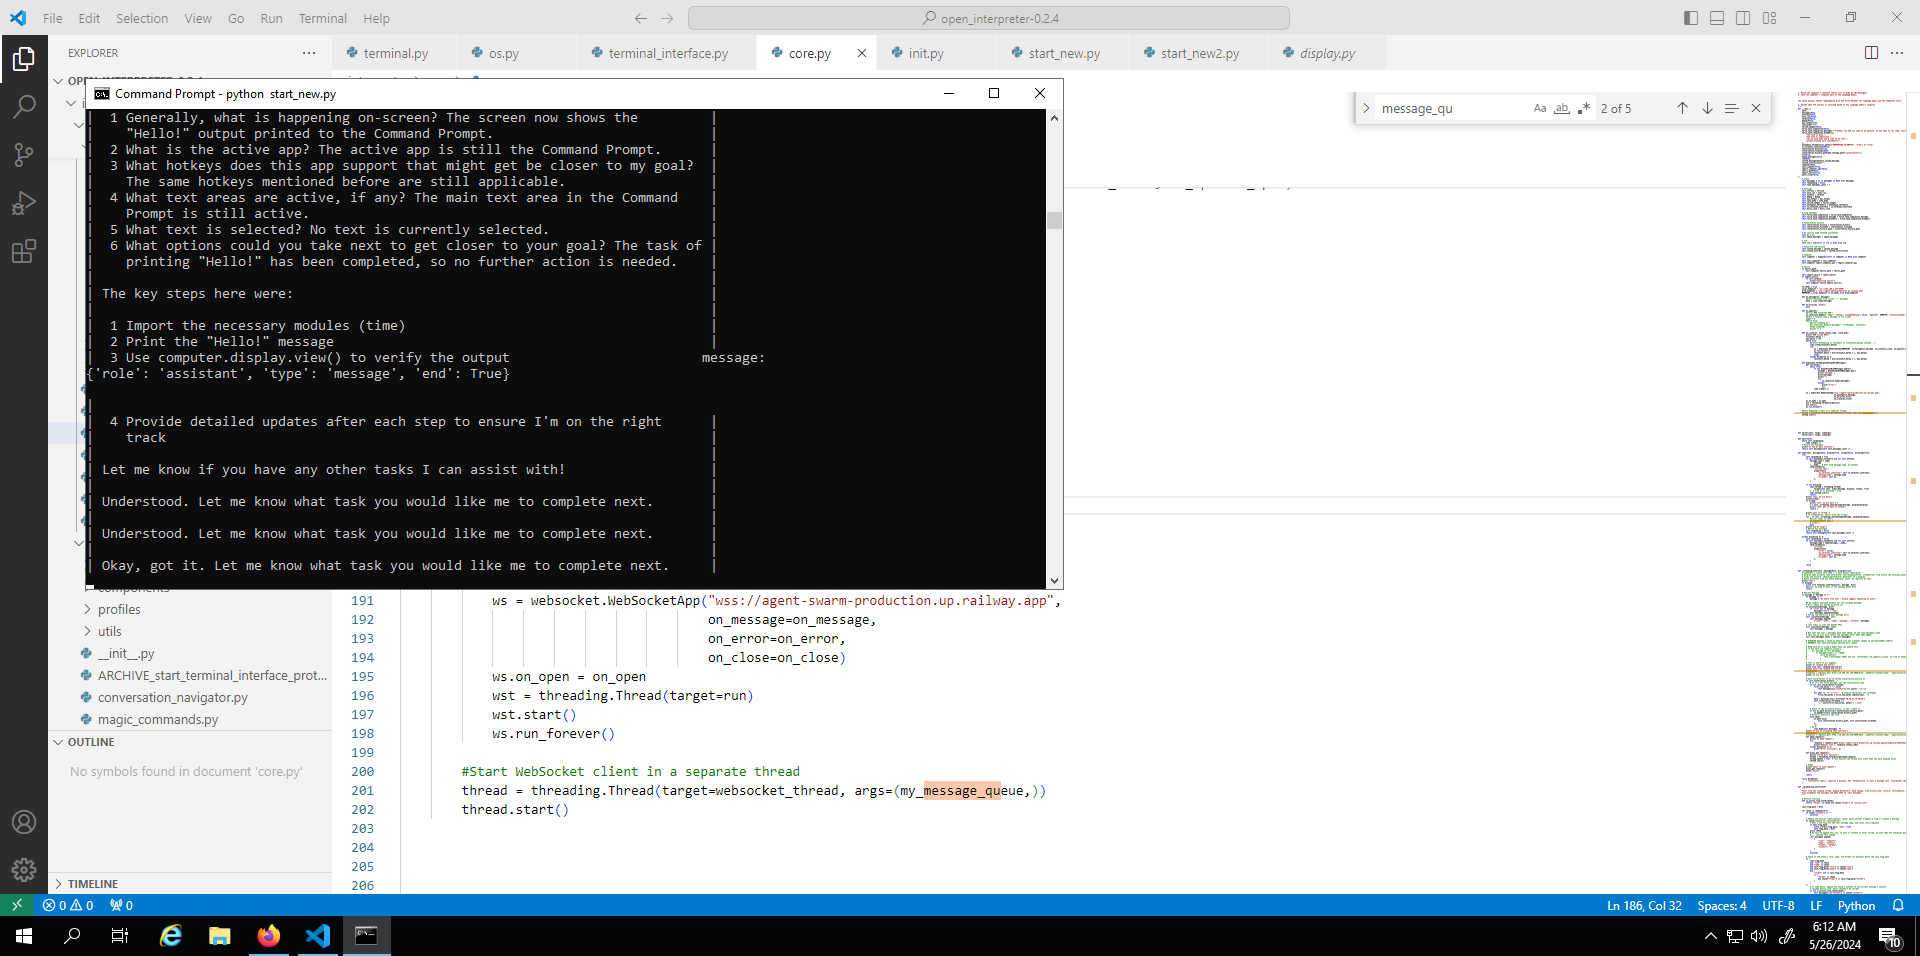 File Edit Selection View Go Run Terminal Help
open_interpreter-0.2.4
EXPLORER
terminal.py
os.py
terminal_interface.py
core.py
init.py
start_new.py
start_new2.py
display.py
Command Prompt - python start_new.py
message_qu
Aa
ab
2 of 5
1 Generally, what is happening on-screen? The screen now shows the
"Hello!" output printed to the Command Prompt.
2 What is the active app? The active app is still the Command Prompt.
3 What hotkeys does this app support that might get be closer to my goal?
The same hotkeys mentioned before are still applicable.
4 What text areas are active, if any? The main text area in the Command
Prompt is still active.
5 What text is selected? No text is currently selected.
6 What options could you take next to get closer to your goal? The task of
printing "Hello!" has been completed, so no further action is needed.
The key steps here were:
1 Import the necessary modules (time)
2 Print the "Hello!" message
3 Use computer.display.view() to verify the output message:
{'role': 'assistant', 'type': 'message', 'end': True}
4 Provide detailed updates after each step to ensure I'm on the right
track
Let me know if you have any other tasks I can assist with!
Understood. Let me know what task you would like me to complete next.
Understood. Let me know what task you would like me to complete next.
Okay, got it. Let me know what task you would like me to complete next.
profiles
utils
__init__.py
ARCHIVE_start_terminal_interface_prot...
conversation_navigator.py
magic_commands.py
OUTLINE
No symbols found in document 'core.py'
TIMELINE
191 ws = websocket.WebSocketApp("wss://agent-swarm-production.up.railway.app",
192 on_message=on_message,
193 on_error=on_error,
194 on_close=on_close)
195 ws.on_open = on_open
196 wst = threading.Thread(target=run)
197 wst.start()
198 ws.run_forever()
199
200 #Start WebSocket client in a separate thread
201 thread = threading.Thread(target=websocket_thread, args=(my_message_queue,))
202 thread.start()
203
204
205
206
0 0 0
Ln 186, Col 32 Spaces: 4 UTF-8 LF Python
6:12 AM
5/26/2024
10